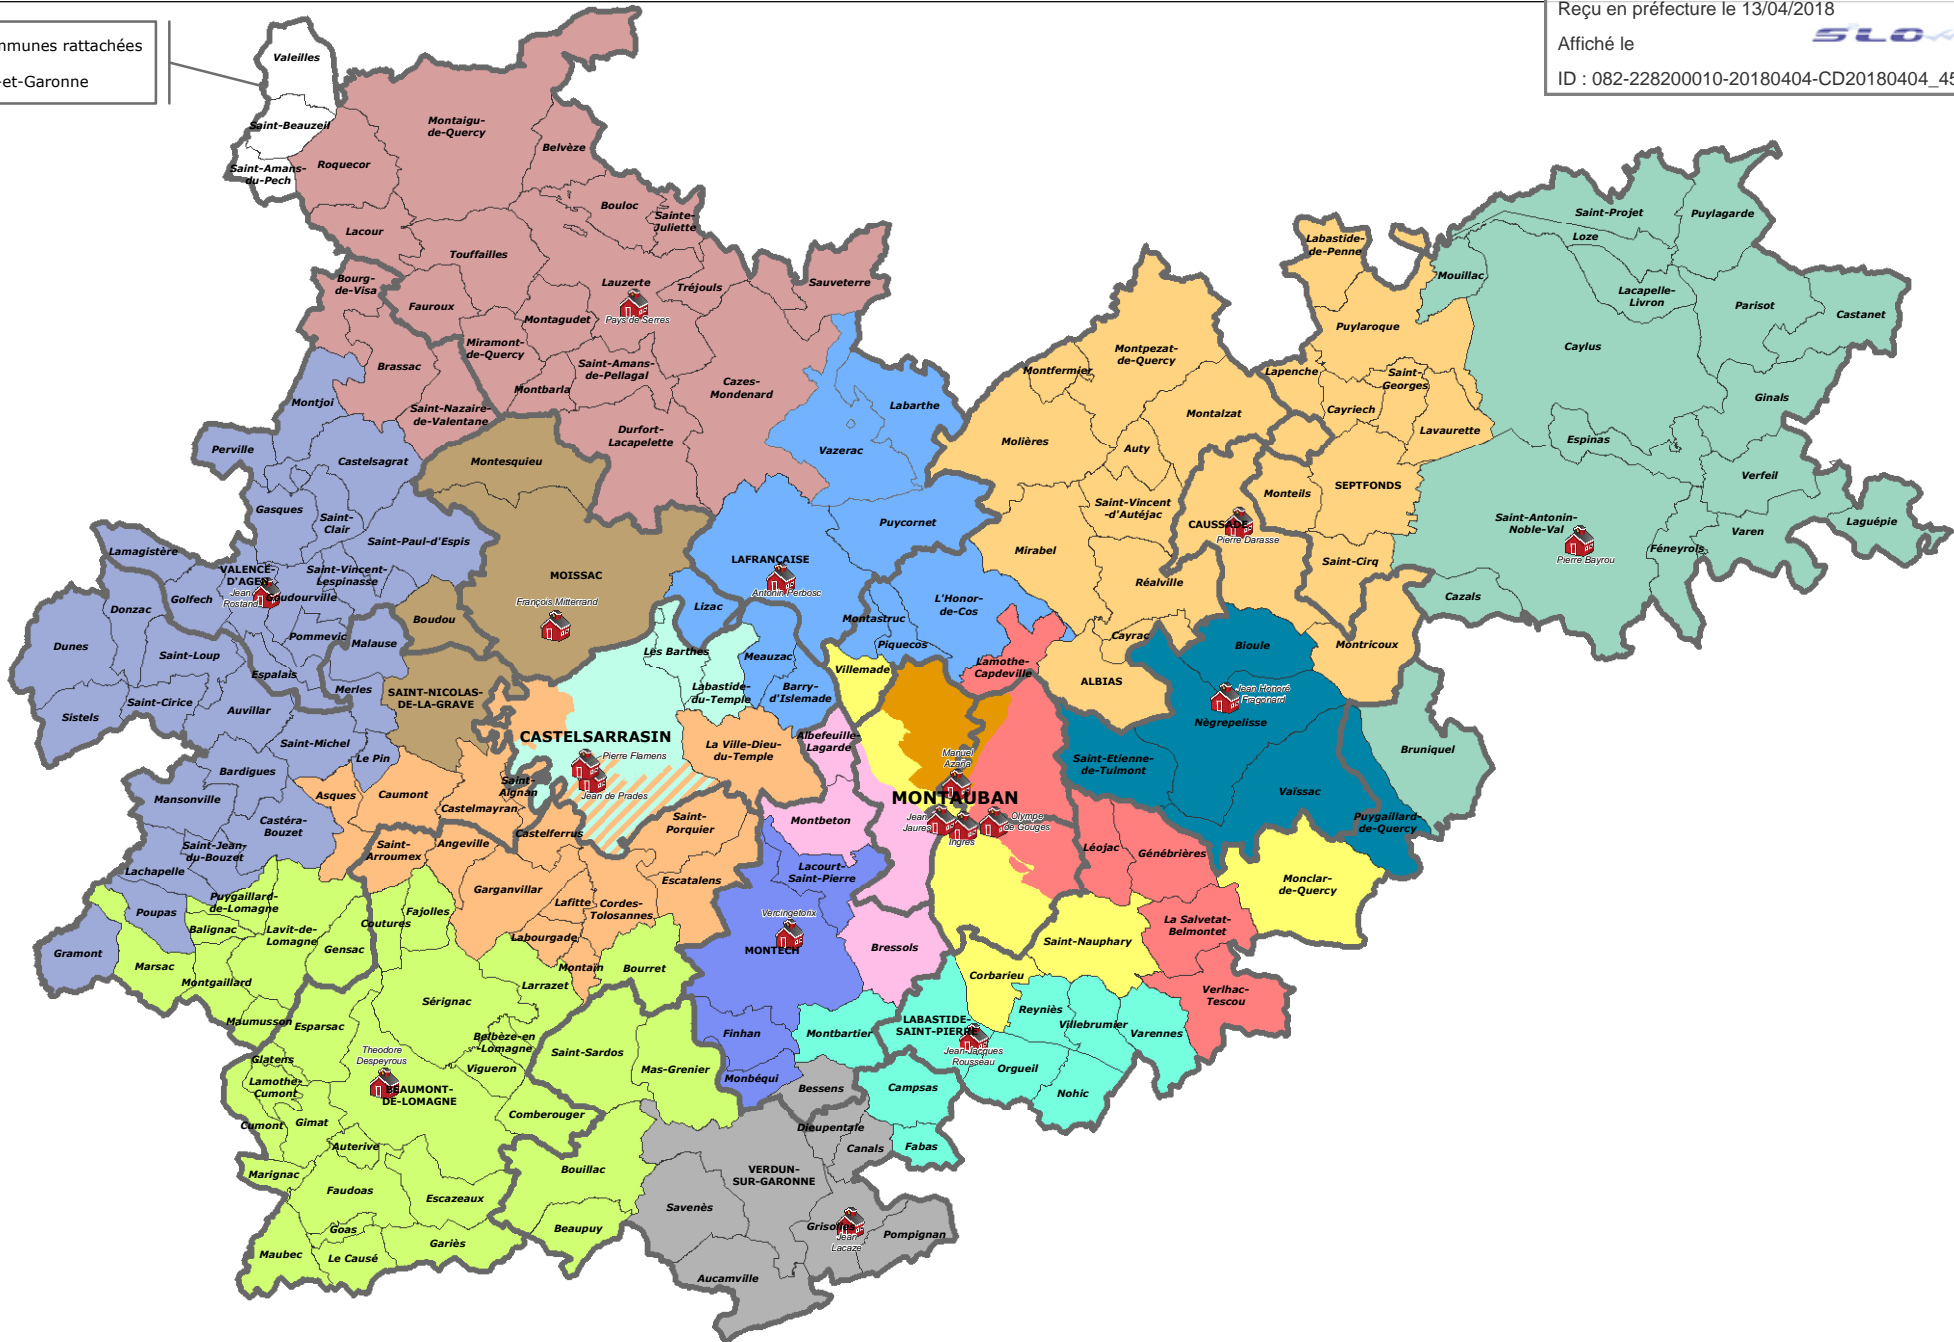 Reçu en préfecture le 13/04/2018
Affiché le
SLO
ID : 082-228200010-20180404-CD20180404_45
mmunes rattachées
-et-Garonne
Valeilles
Saint-Beauzeil
Saint-Amans-
du-Pech
Montaigu-
de-Quercy
Roquecor
Belvèze
Lacour
Bouloc
Sainte-
Juliette
Touffailles
Bourg-
de-Visa
Fauroux
Lauzerte
Pays de Serres
Tréjouls
Sauveterre
Montagudet
Miramont-
de-Quercy
Brassac
Saint-Amans-
de-Pellagal
Montbarla
Cazes-
Mondenard
Saint-Nazaire-
de-Valentane
Durfort-
Lacapelette
Montjoi
Perville
Castelsagrat
Montesquieu
Gasques
Saint-
Clair
Saint-Paul-d'Espis
Lamagistère
VALENCE-
D'AGEN
Jean
Rostand
Saint-Vincent-
Lespinasse
Goudourville
Golfech
Donzac
Pommevic
Malause
Boudou
MOISSAC
François Mitterrand
Dunes
Saint-Loup
Espalais
Merles
Saint-Cirice
Auvillar
Sistels
SAINT-NICOLAS-
DE-LA-GRAVE
Saint-Michel
Le Pin
Bardigues
Mansonville
Castéra-
Bouzet
Saint-Jean-
du-Bouzet
Lachapelle
Poupas
Gramont
Labarthe
Vazerac
Puycornet
LAFRANÇAISE
Antonin Perbosc
Lizac
Montastruc
L'Honor-
de-Cos
Piquecos
Meauzac
Barry-
d'Islemade
Les Barthes
Labastide-
du-Temple
CASTELSARRASIN
Pierre Flamens
Jean de Prades
La Ville-Dieu-
du-Temple
Saint-
Aignan
Asques
Caumont
Castelmayran
Castelferrus
Saint-
Porquier
Saint-
Arroumex
Angeville
Garganvillar
Lafitte
Cordes-
Tolosannes
Escatalens
Labourgade
Montaïn
Villemade
Albefeuille-
Lagarde
Montbeton
Lacourt-
Saint-Pierre
Vercingetorix
MONTECH
Bressols
Finhan
Monbéqui
MONTAUBAN
Manuel
Azaña
Jean
Jaures
Ingres
Olympe
de Gouges
Lamothe-
Capdeville
Labastide-
de-Penne
Mouillac
Puylaroque
Montpezat-
de-Quercy
Montfermier
Lapenche
Saint-
Georges
Cayriech
Lavaurette
Montalzat
Molières
Auty
Monteils
SEPTFONDS
Saint-Vincent
-d'Autéjac
CAUSSADE
Pierre Darasse
Mirabel
Réalville
Saint-Cirq
Cayrac
ALBIAS
Montricoux
Saint-Projet
Puylagarde
Loze
Lacapelle-
Livron
Parisot
Castanet
Caylus
Ginals
Espinas
Verfeil
Saint-Antonin-
Noble-Val
Pierre Bayrou
Féneyrols
Varen
Laguépie
Cazals
Bruniquel
Bioule
Jean Honoré
Fragonard
Nègrepelisse
Saint-Etienne-
de-Tulmont
Vaïssac
Puygaillard-
de-Quercy
Léojac
Génébrières
Monclar-
de-Quercy
La Salvetat-
Belmontet
Saint-Nauphary
Corbarieu
Verlhac-
Tescou
Reyniès
Villebrumier
Varennes
LABASTIDE-
SAINT-PIERRE
Jean-Jacques
Rousseau
Orgueil
Nohic
Montbartier
Campsas
Fabas
Bessens
Dieupentale
Canals
VERDUN-
SUR-GARONNE
Savenès
Grisolles
Jean
Lacaze
Pompignan
Aucamville
Puygaillard-
de-Lomagne
Balignac
Lavit-de-
Lomagne
Gensac
Coutures
Fajolles
Marsac
Montgaillard
Bourret
Larrazet
Sérignac
Maumusson
Esparsac
Belbèze-en
-Lomagne
Vigueron
Saint-Sardos
Mas-Grenier
Glatens
Lamothe-
Cumont
Theodore
Despeyrous
BEAUMONT-
DE-LOMAGNE
Comberouger
Cumont
Gimat
Auterive
Marignac
Faudoas
Escazeaux
Bouillac
Beaupuy
Goas
Maubec
Le Causé
Gariès